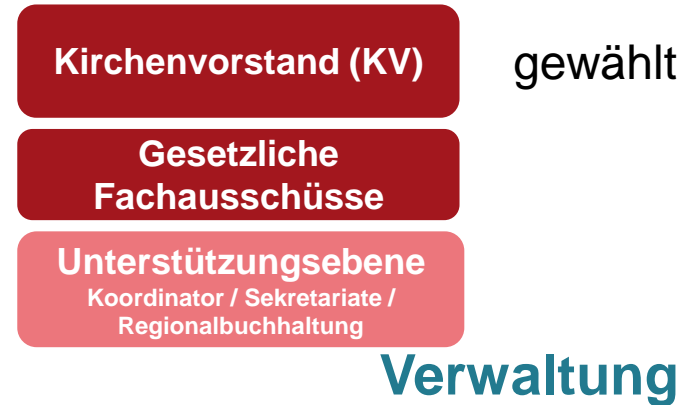 Kirchenvorstand (KV) gewählt
Gesetzliche
Fachausschüsse
Unterstützungsebene
Koordinator / Sekretariate /
Regionalbuchhaltung
Verwaltung